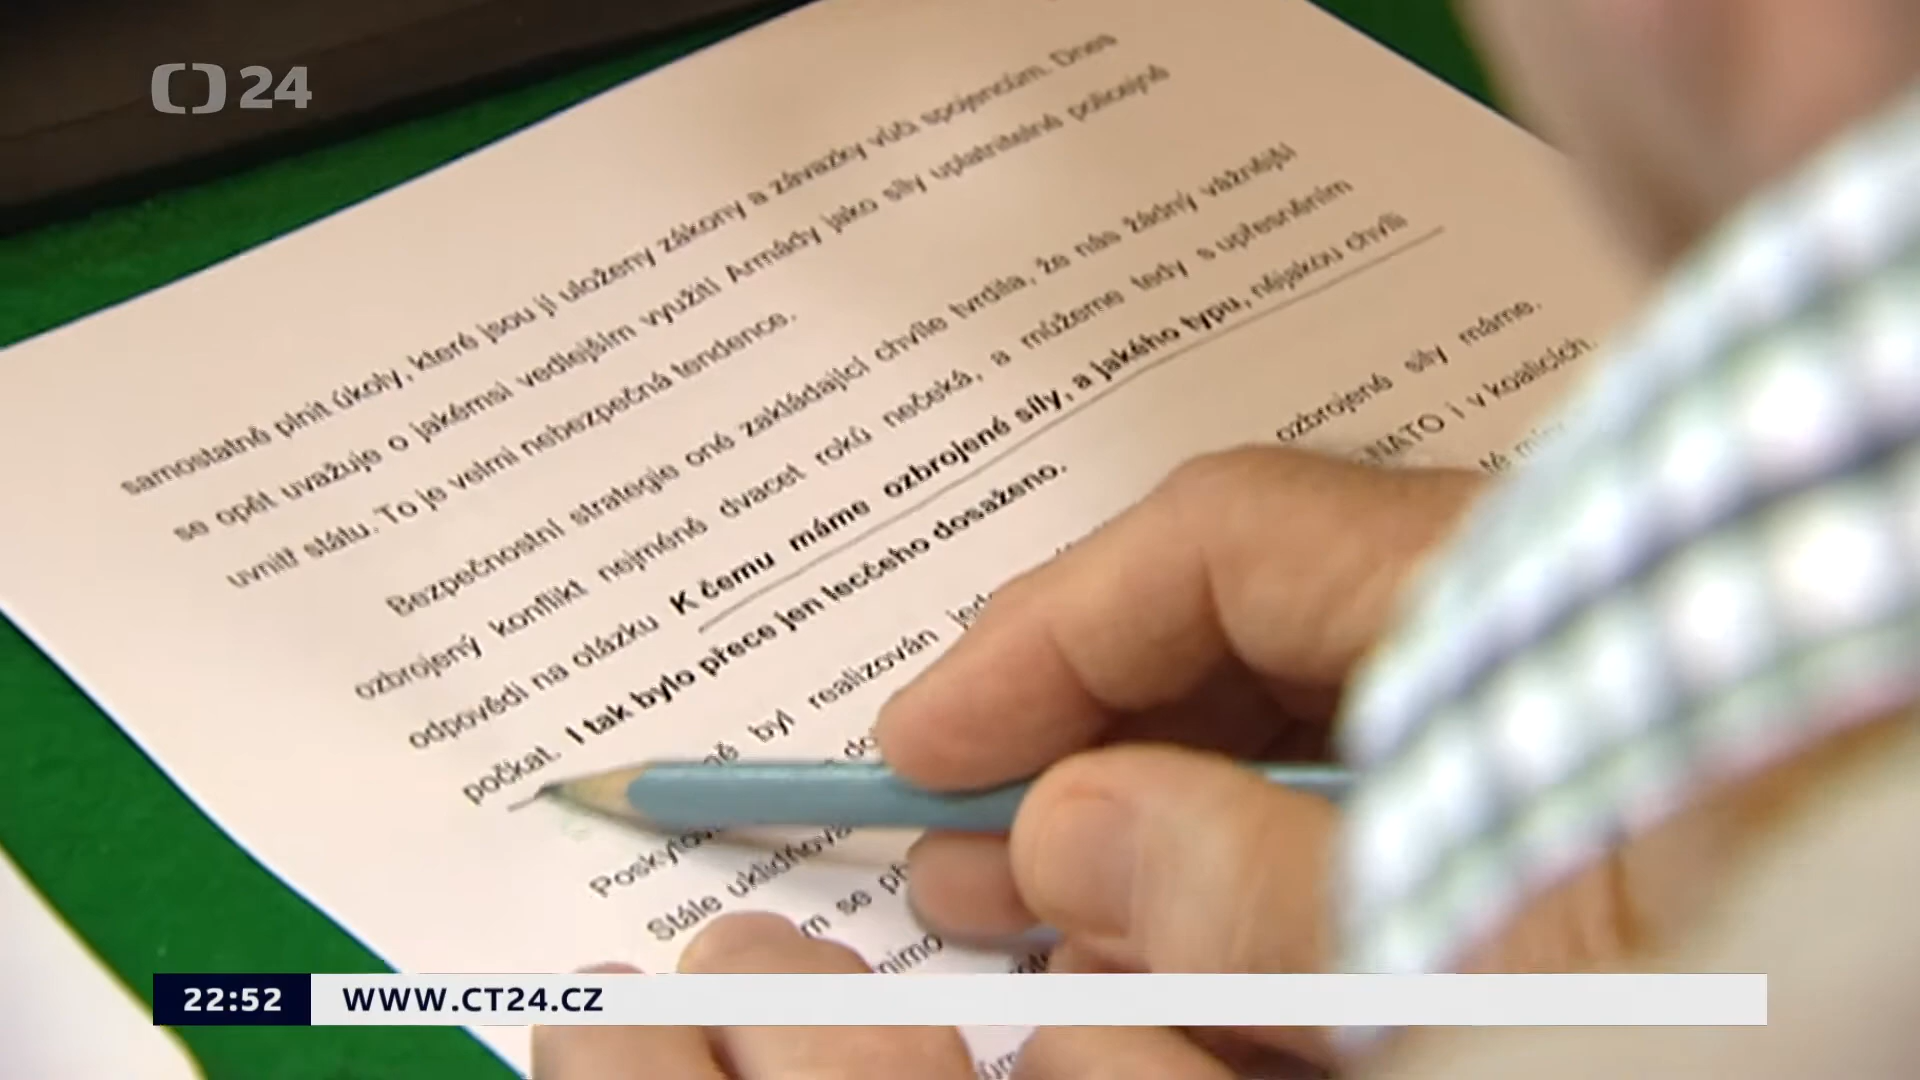 ČT24
samostatně plnit úkoly, které jsou jí uloženy zákony a závazky vůči spojencům. Dnes
se opět uvažuje o jakémsi vedlejším využití Armády jako síly uplatnitelné policejně
uvnitř státu. To je velmi nebezpečná tendence.
Bezpečnostní strategie oné zakládající chvíle tvrdila, že nás žádný vážnější
ozbrojený konflikt nejméně dvacet roků nečeká, a můžeme tedy s upřesněním
odpovědi na otázku K čemu máme ozbrojené síly, a jakého typu, nějakou chvíli
počkat. I tak bylo přece jen lecčeho dosaženo.
byl realizován
ozbrojené síly máme.
NATO i v koalicích.
Stále
se
22:52 WWW.CT24.CZ